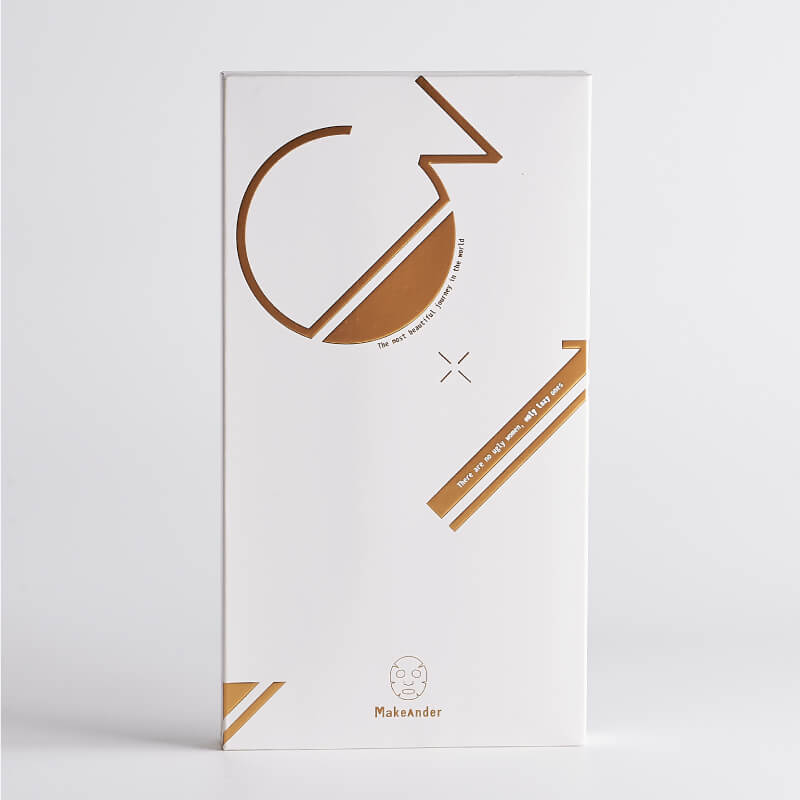 The most beautiful journey in the world
There are no ugly women, only lazy ones
MakeAnder